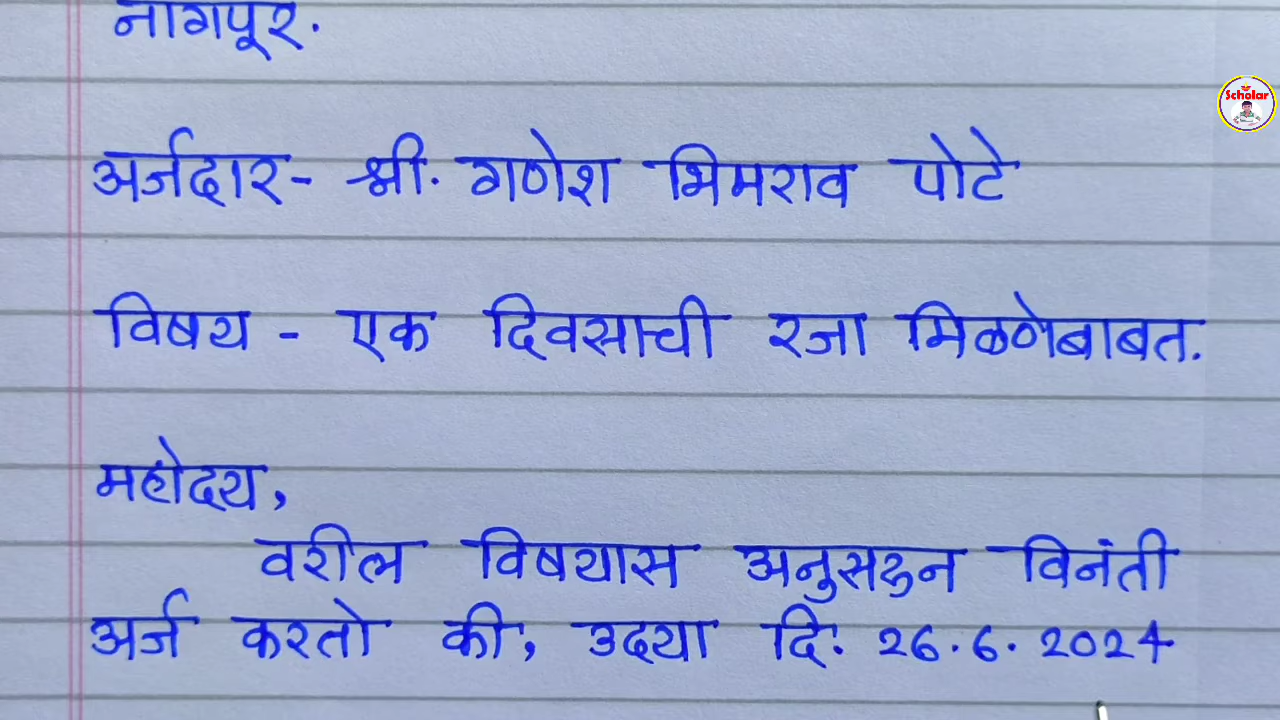 नागपूर.
Scholar
अर्जदार- श्री. गणेश भिमराव पोटे
विषय - एक दिवसाची रजा मिळणेबाबत.
महोदय,
वरील विषयास अनुसरून विनंती
अर्ज करतो की, उदया दि. 26.6.2024